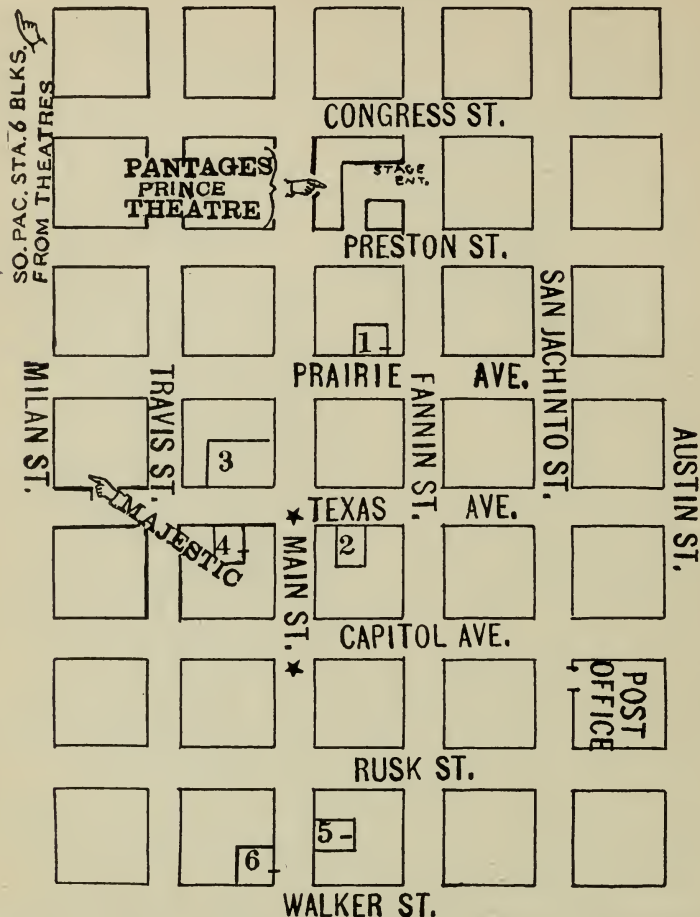 SO. PAC. STA. 6 BLKS.
FROM THEATRES
CONGRESS ST.
PANTAGES
PRINCE
THEATRE
STAGE
ENT.
PRESTON ST.
1
PRAIRIE AVE.
MILAN ST.
TRAVIS ST.
FANNIN ST.
SAN JACHINTO ST.
AUSTIN ST.
3
MAJESTIC
TEXAS AVE.
4
2
MAIN ST.
CAPITOL AVE.
POST
OFFICE
RUSK ST.
5
6
WALKER ST.